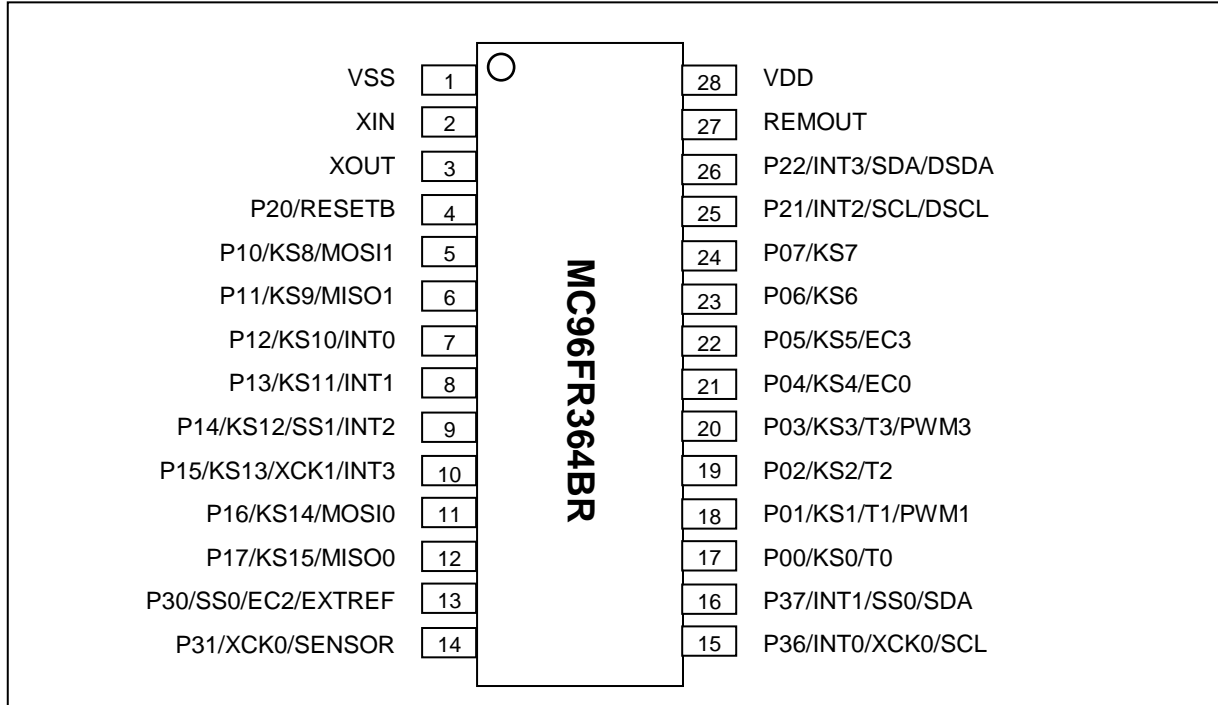 VSS 1 28 VDD
XIN 2 27 REMOUT
XOUT 3 26 P22/INT3/SDA/DSDA
P20/RESETB 4 25 P21/INT2/SCL/DSCL
P10/KS8/MOSI1 5 24 P07/KS7
P11/KS9/MISO1 6 23 P06/KS6
P12/KS10/INT0 7 22 P05/KS5/EC3
P13/KS11/INT1 8 21 P04/KS4/EC0
P14/KS12/SS1/INT2 9 20 P03/KS3/T3/PWM3
P15/KS13/XCK1/INT3 10 19 P02/KS2/T2
P16/KS14/MOSI0 11 18 P01/KS1/T1/PWM1
P17/KS15/MISO0 12 17 P00/KS0/T0
P30/SS0/EC2/EXTREF 13 16 P37/INT1/SS0/SDA
P31/XCK0/SENSOR 14 15 P36/INT0/XCK0/SCL
MC96FR364BR